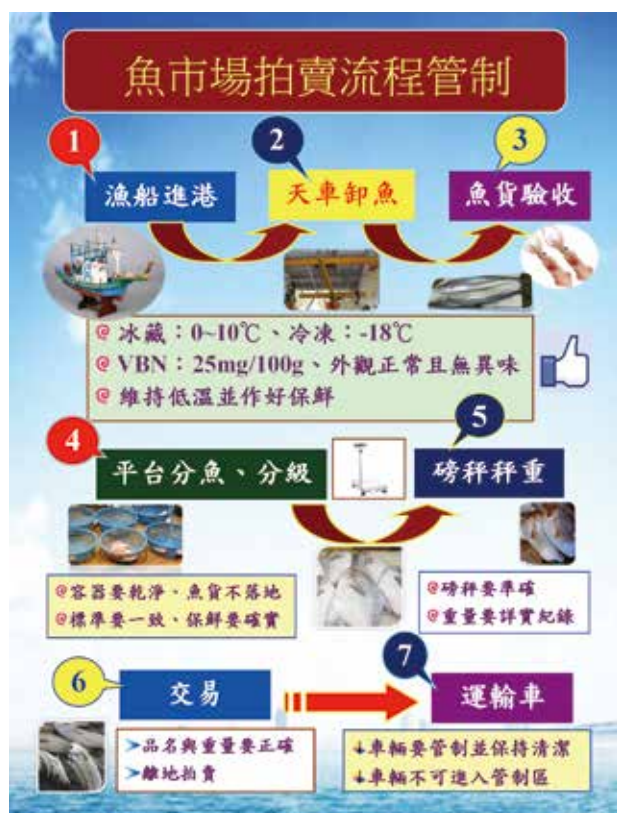 魚市場拍賣流程管制
1
2
3
漁船進港
天車卸魚
魚貨驗收
冰藏：0~10℃、冷凍：-18℃
VBN：25mg/100g、外觀正常且無異味
維持低溫並作好保鮮
4
5
平台分魚、分級
磅秤秤重
容器要乾淨、魚貨不落地
標準要一致、保鮮要確實
磅秤要準確
重量要詳實紀錄
6
7
交易
運輸車
品名與重量要正確
離地拍賣
車輛要管制並保持清潔
車輛不可進入管制區